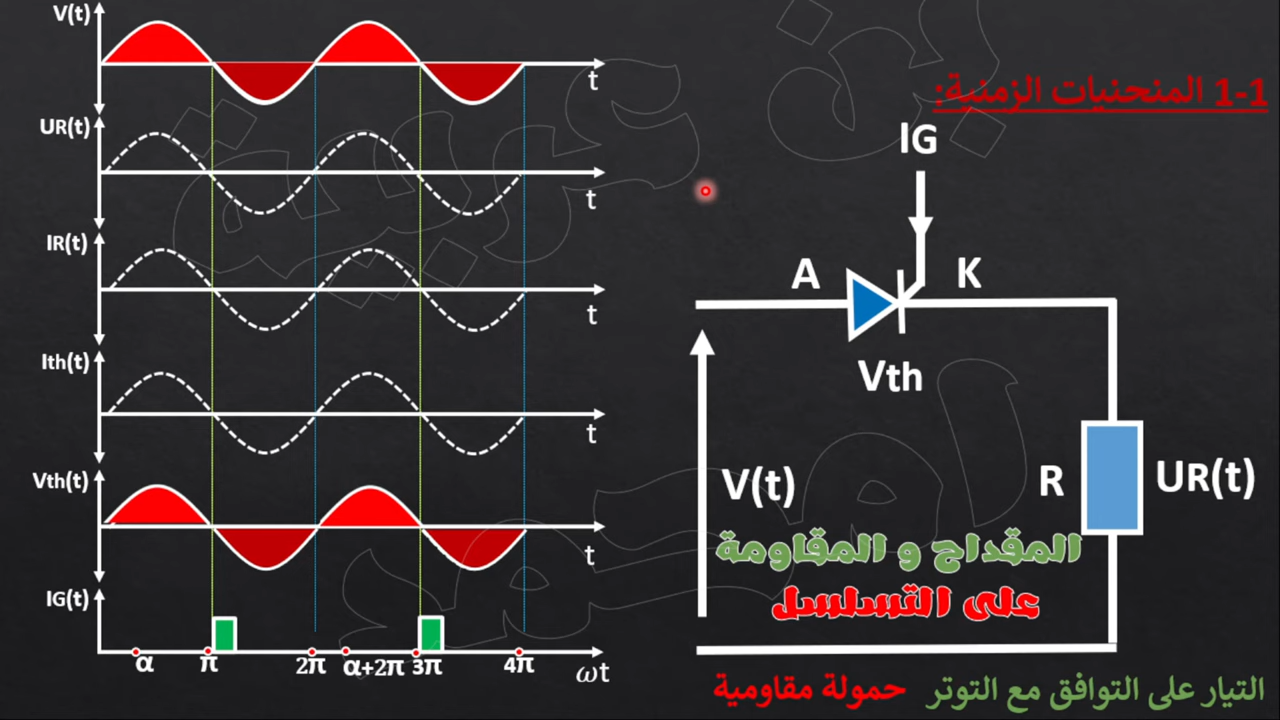 V(t)
t
UR(t)
t
IR(t)
t
Ith(t)
t
Vth(t)
t
IG(t)
α π 2π α+2π 3π 4π ωt
1-1 المنحنيات الزمنية:
IG
A K
Vth
V(t) R UR(t)
المقداح و المقاومة
على التسلسل
التيار على التوافق مع التوتر حمولة مقاومية